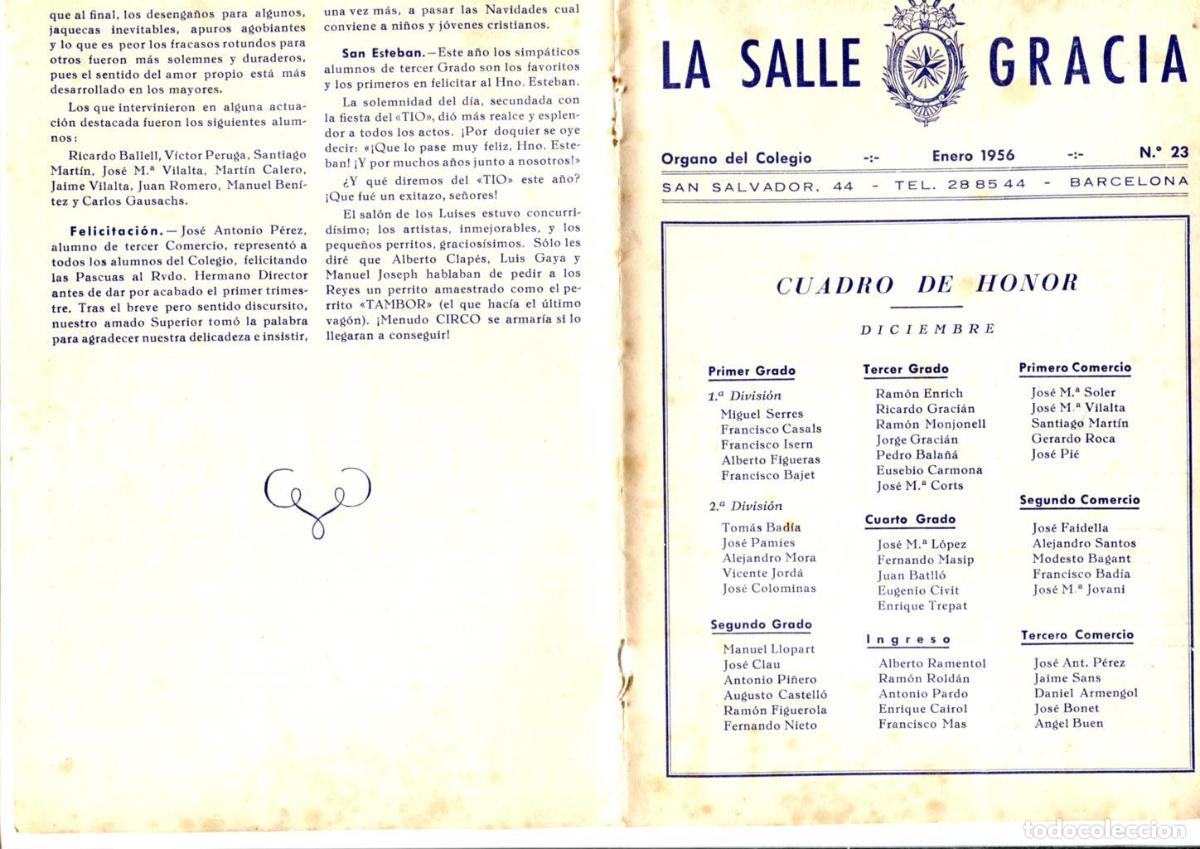 que al final, los desengaños para algunos,
jaquecas inevitables, apuros agobiantes
y lo que es peor los fracasos rotundos para
otros fueron más solemnes y duraderos,
pues el sentido del amor propio está más
desarrollado en los mayores.
Los que intervinieron en alguna actua-
ción destacada fueron los siguientes alum-
nos:
Ricardo Ballell, Víctor Peruga, Santiago
Martín, José M.ª Vilalta, Martín Calero,
Jaime Vilalta, Juan Romero, Manuel Bení-
tez y Carlos Gausachs.
Felicitación.—José Antonio Pérez,
alumno de tercer Comercio, representó a
todos los alumnos del Colegio, felicitando
las Pascuas al Rvdo. Hermano Director
antes de dar por acabado el primer trimes-
tre. Tras el breve pero sentido discursito,
nuestro amado Superior tomó la palabra
para agradecer nuestra delicadeza e insistir,
una vez más, a pasar las Navidades cual
conviene a niños y jóvenes cristianos.
San Esteban.—Este año los simpáticos
alumnos de tercer Grado son los favoritos
y los primeros en felicitar al Hno. Esteban.
La solemnidad del día, secundada con
la fiesta del «TIO», dió más realce y esplen-
dor a todos los actos. ¡Por doquier se oye
decir: «¡Que lo pase muy feliz, Hno. Este-
ban! ¡Y por muchos años junto a nosotros!»
¿Y qué diremos del «TIO» este año?
¡Que fué un exitazo, señores!
El salón de los Luises estuvo concurri-
dísimo; los artistas, inmejorables, y los
pequeños perritos, graciosísimos. Sólo les
diré que Alberto Clapés, Luis Gaya y
Manuel Joseph hablaban de pedir a los
Reyes un perrito amaestrado como el pe-
rrito «TAMBOR» (el que hacía el último
vagón). ¡Menudo CIRCO se armaría si lo
llegaran a conseguir!
LA SALLE GRACIA
Organo del Colegio -:- Enero 1956 -:- N.º 23
SAN SALVADOR, 44 - TEL. 28 85 44 - BARCELONA
CUADRO DE HONOR
DICIEMBRE
Primer Grado
1.ª División
Miguel Serres
Francisco Casals
Francisco Isern
Alberto Figueras
Francisco Bajet
2.ª División
Tomás Badía
José Pamies
Alejandro Mora
Vicente Jordá
José Colominas
Segundo Grado
Manuel Llopart
José Clau
Antonio Piñero
Augusto Castelló
Ramón Figuerola
Fernando Nieto
Tercer Grado
Ramón Enrich
Ricardo Gracián
Ramón Monjonell
Jorge Gracián
Pedro Balañá
Eusebio Carmona
José M.ª Corts
Cuarto Grado
José M.ª López
Fernando Masip
Juan Batlló
Eugenio Civit
Enrique Trepat
Ingreso
Alberto Ramentol
Ramón Roldán
Antonio Pardo
Enrique Cairol
Francisco Mas
Primero Comercio
José M.ª Soler
José M.ª Vilalta
Santiago Martín
Gerardo Roca
José Pié
Segundo Comercio
José Faidella
Alejandro Santos
Modesto Bagant
Francisco Badía
José M.ª Jovani
Tercero Comercio
José Ant. Pérez
Jaime Sans
Daniel Armengol
José Bonet
Angel Buen
todocoleccion